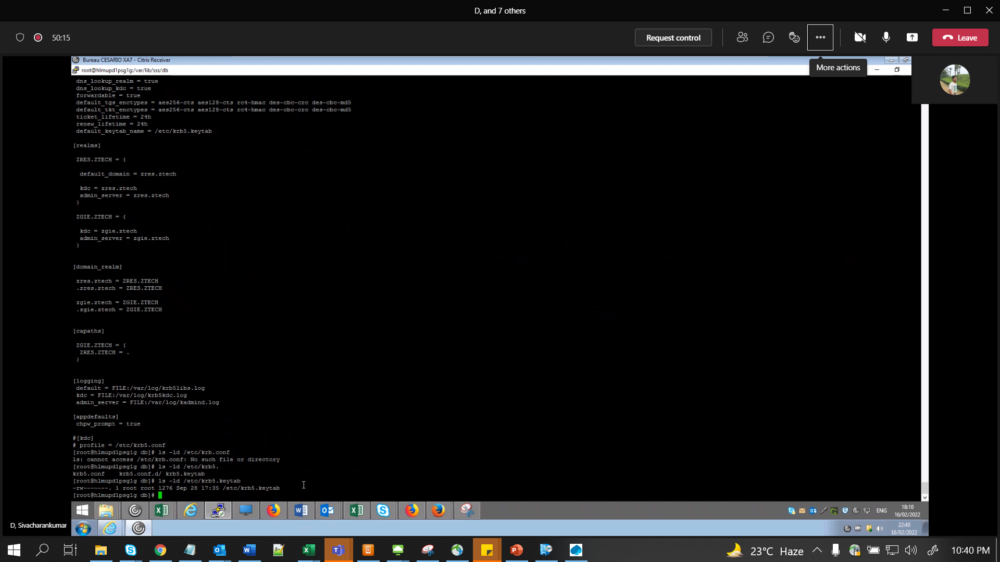 D, and 7 others
50:15
Request control
Leave
More actions
Bureau CESARIO XA7 - Citrix Receiver
root@hlmupd1psg1g:/var/lib/sss/db
dns_lookup_realm = true
dns_lookup_kdc = true
forwardable = true
default_tgs_enctypes = aes256-cts aes128-cts rc4-hmac des-cbc-crc des-cbc-md5
default_tkt_enctypes = aes256-cts aes128-cts rc4-hmac des-cbc-crc des-cbc-md5
ticket_lifetime = 24h
renew_lifetime = 24h
default_keytab_name = /etc/krb5.keytab
[realms]
ZRES.ZTECH = {
default_domain = zres.ztech
kdc = zres.ztech
admin_server = zres.ztech
}
ZGIE.ZTECH = {
kdc = zgie.ztech
admin_server = zgie.ztech
}
[domain_realm]
zres.ztech = ZRES.ZTECH
.zres.ztech = ZRES.ZTECH
zgie.ztech = ZGIE.ZTECH
.zgie.ztech = ZGIE.ZTECH
[capaths]
ZGIE.ZTECH = {
ZRES.ZTECH = .
}
[logging]
default = FILE:/var/log/krb5libs.log
kdc = FILE:/var/log/krb5kdc.log
admin_server = FILE:/var/log/kadmind.log
[appdefaults]
chpw_prompt = true
#[kdc]
# profile = /etc/krb5.conf
[root@hlmupd1psg1g db]# ls -ld /etc/krb.conf
ls: cannot access /etc/krb.conf: No such file or directory
[root@hlmupd1psg1g db]# ls -ld /etc/krb5.
krb5.conf krb5.conf.d/ krb5.keytab
[root@hlmupd1psg1g db]# ls -ld /etc/krb5.keytab
-rw-------. 1 root root 1276 Sep 28 17:35 /etc/krb5.keytab
[root@hlmupd1psg1g db]#
ENG
18:10
16/02/2022
D, Sivacharankumar
22:40
16/02/2022
23°C Haze
10:40 PM